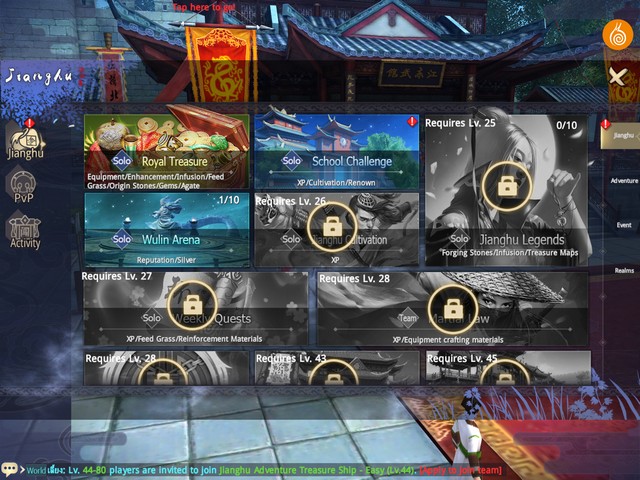 Tap here to go!
Jianghu
Requires Lv. 25
0/10
Jianghu
Jianghu
Solo
Royal Treasure
Equipment/Enhancement/Infusion/Feed
Grass/Origin Stones/Gems/Agate
Solo
School Challenge
XP/Cultivation/Renown
Adventure
PvP
1/10
Requires Lv. 26
Solo
Wulin Arena
Reputation/Silver
Solo
Jianghu Cultivation
XP
Solo
Jianghu Legends
Forging Stones/Infusion/Treasure Maps
Event
Activity
Requires Lv. 27
Requires Lv. 28
Realms
Solo
Weekly Quests
XP/Feed Grass/Reinforcement Materials
Team
Martial Law
XP/Equipment crafting materials
Requires Lv. 28
Requires Lv. 43
Requires Lv. 45
World
Lv. 44-80 players are invited to join Jianghu Adventure Treasure Ship - Easy (Lv.44). [Apply to join team]